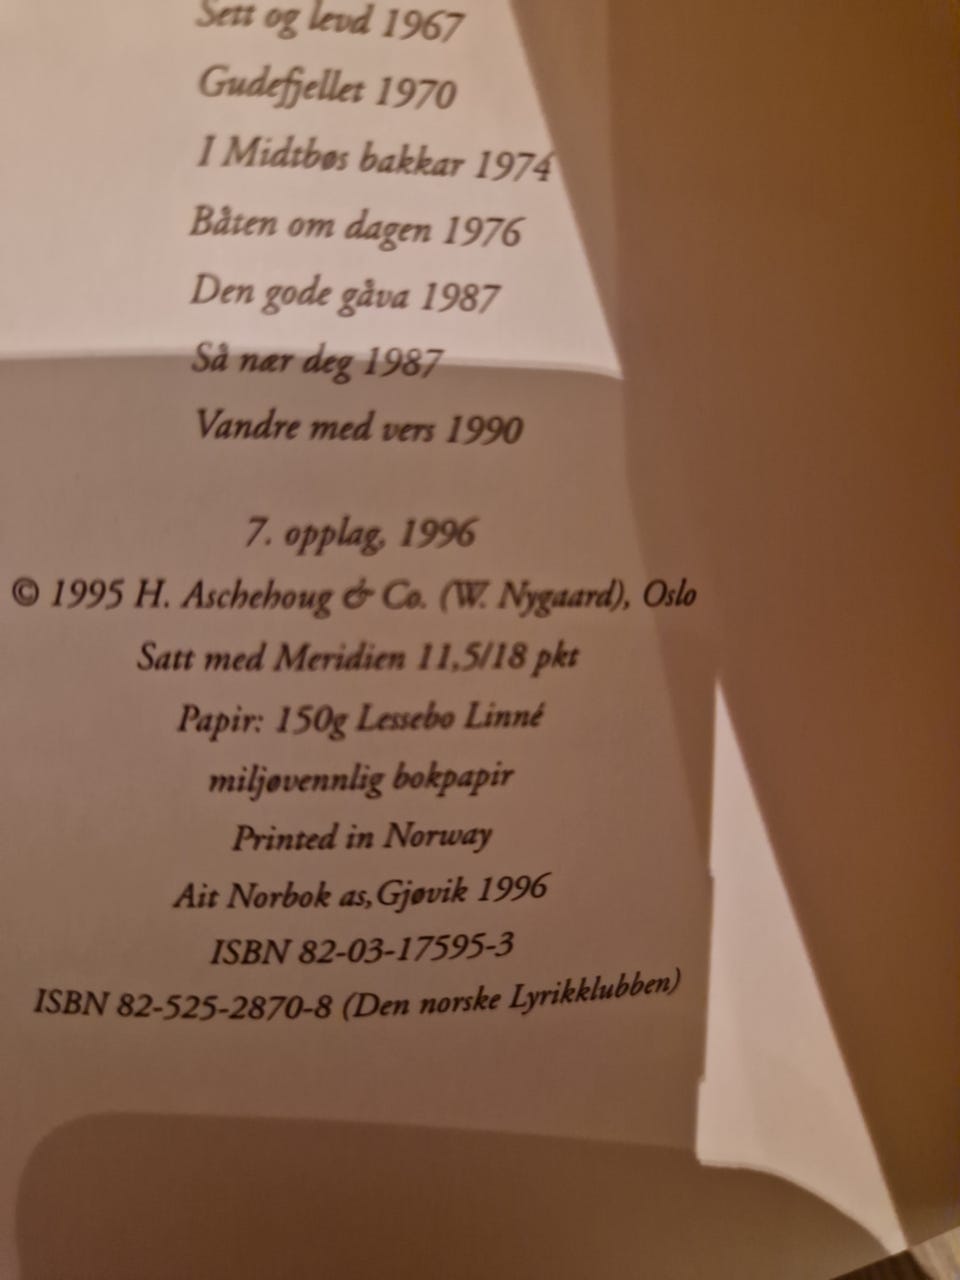 Sett og levd 1967
Gudefjellet 1970
I Midtbøs bakkar 1974
Båten om dagen 1976
Den gode gåva 1987
Så nær deg 1987
Vandre med vers 1990
7. opplag, 1996
© 1995 H. Aschehoug & Co. (W. Nygaard), Oslo
Satt med Meridien 11,5/18 pkt
Papir: 150g Lessebo Linné
miljøvennlig bokpapir
Printed in Norway
Ait Norbok as,Gjøvik 1996
ISBN 82-03-17595-3
ISBN 82-525-2870-8 (Den norske Lyrikklubben)